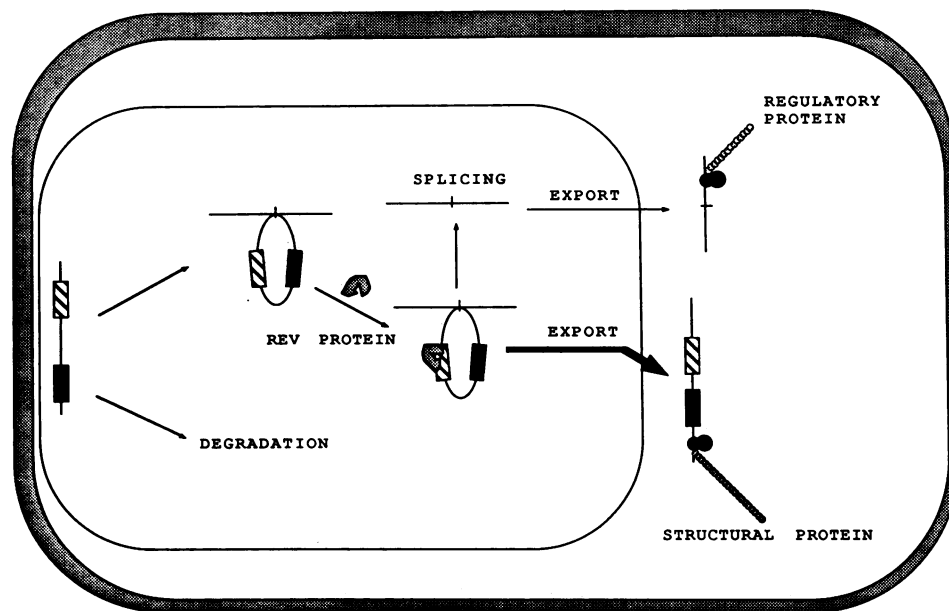 REGULATORY
PROTEIN
SPLICING
EXPORT
REV PROTEIN
EXPORT
DEGRADATION
STRUCTURAL PROTEIN